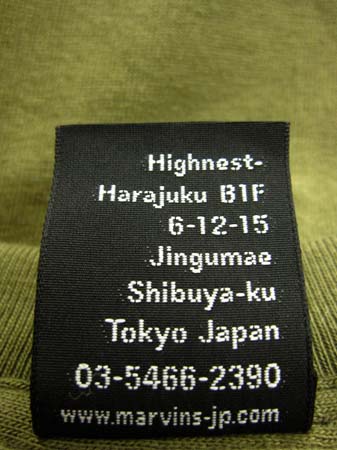 Highnest-
Harajuku B1F
6-12-15
Jingumae
Shibuya-ku
Tokyo Japan
03-5466-2390
www.marvins-jp.com